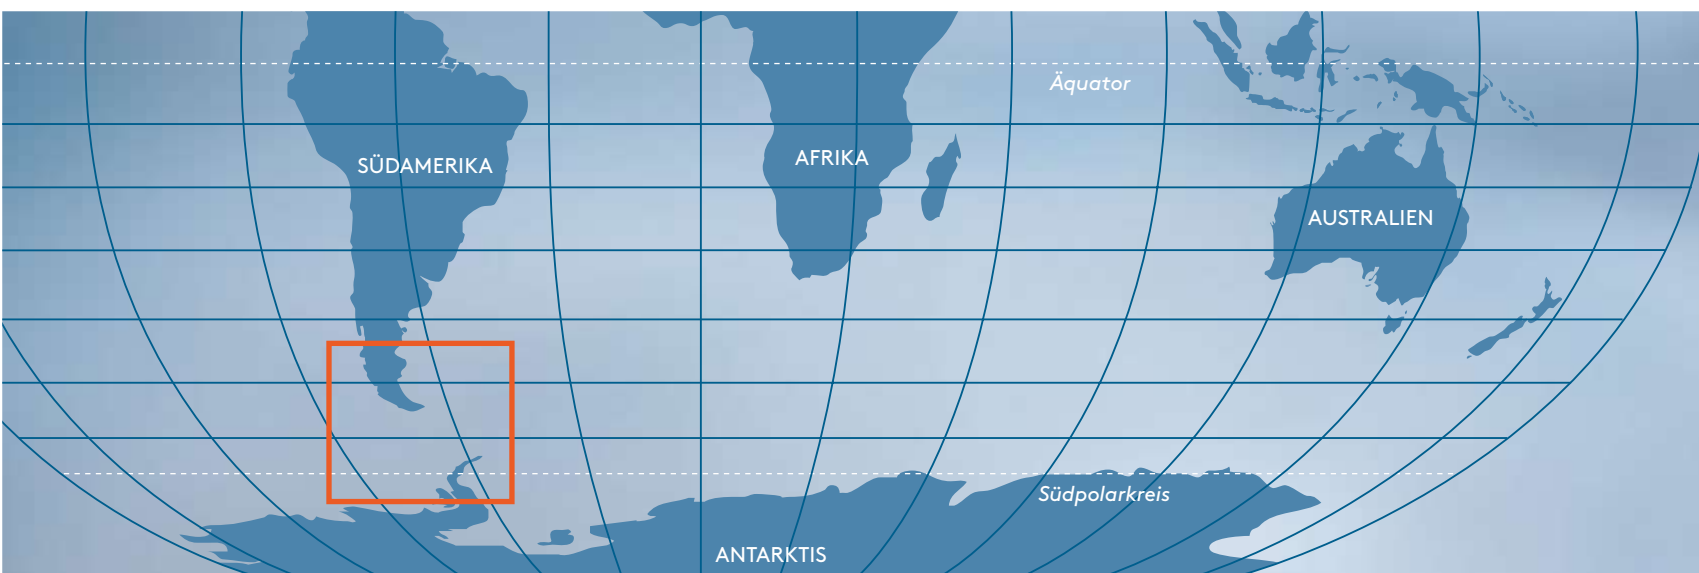 Äquator
SÜDAMERIKA
AFRIKA
AUSTRALIEN
Südpolarkreis
ANTARKTIS